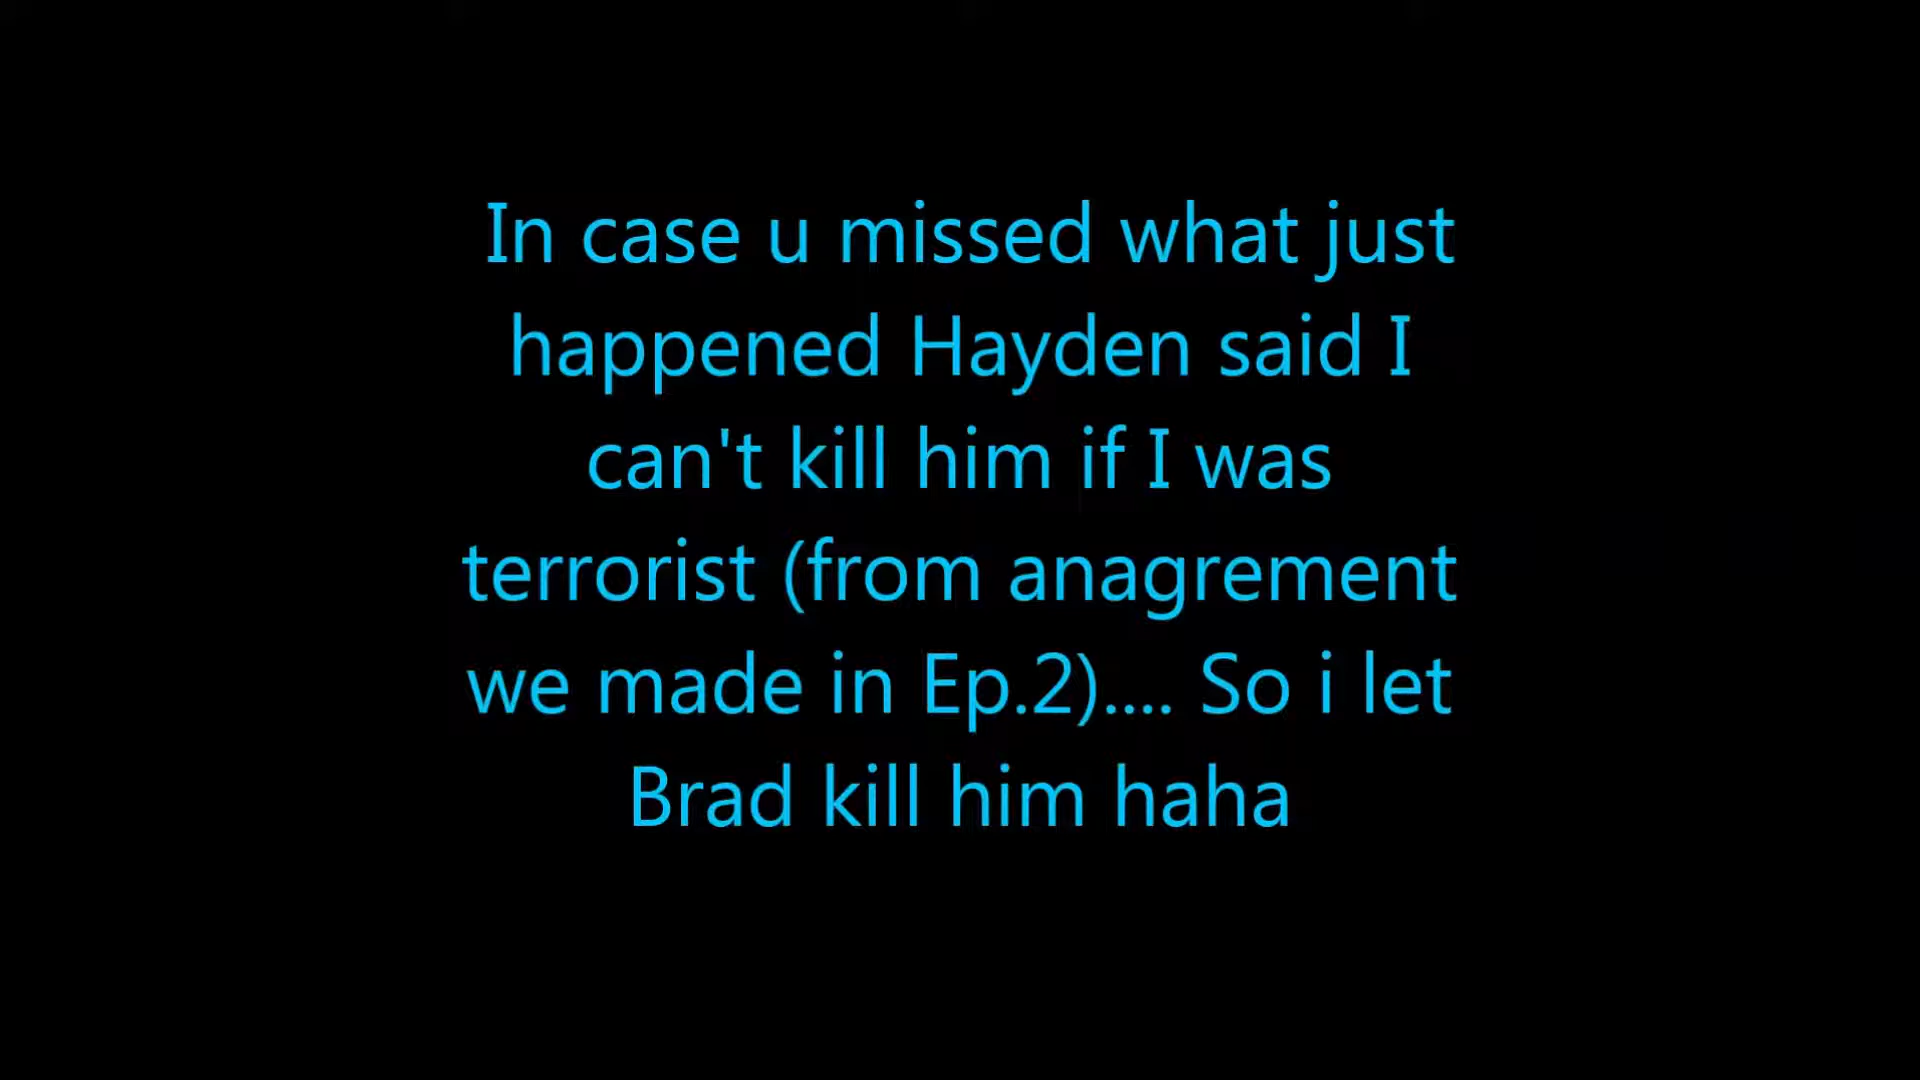 In case u missed what just
happened Hayden said I
can't kill him if I was
terrorist (from anagrement
we made in Ep.2).... So i let
Brad kill him haha